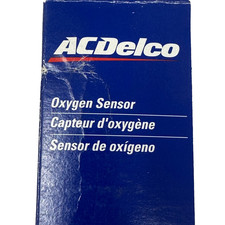 ACDelco
Oxygen Sensor
Capteur d'oxygène
Sensor de oxígeno